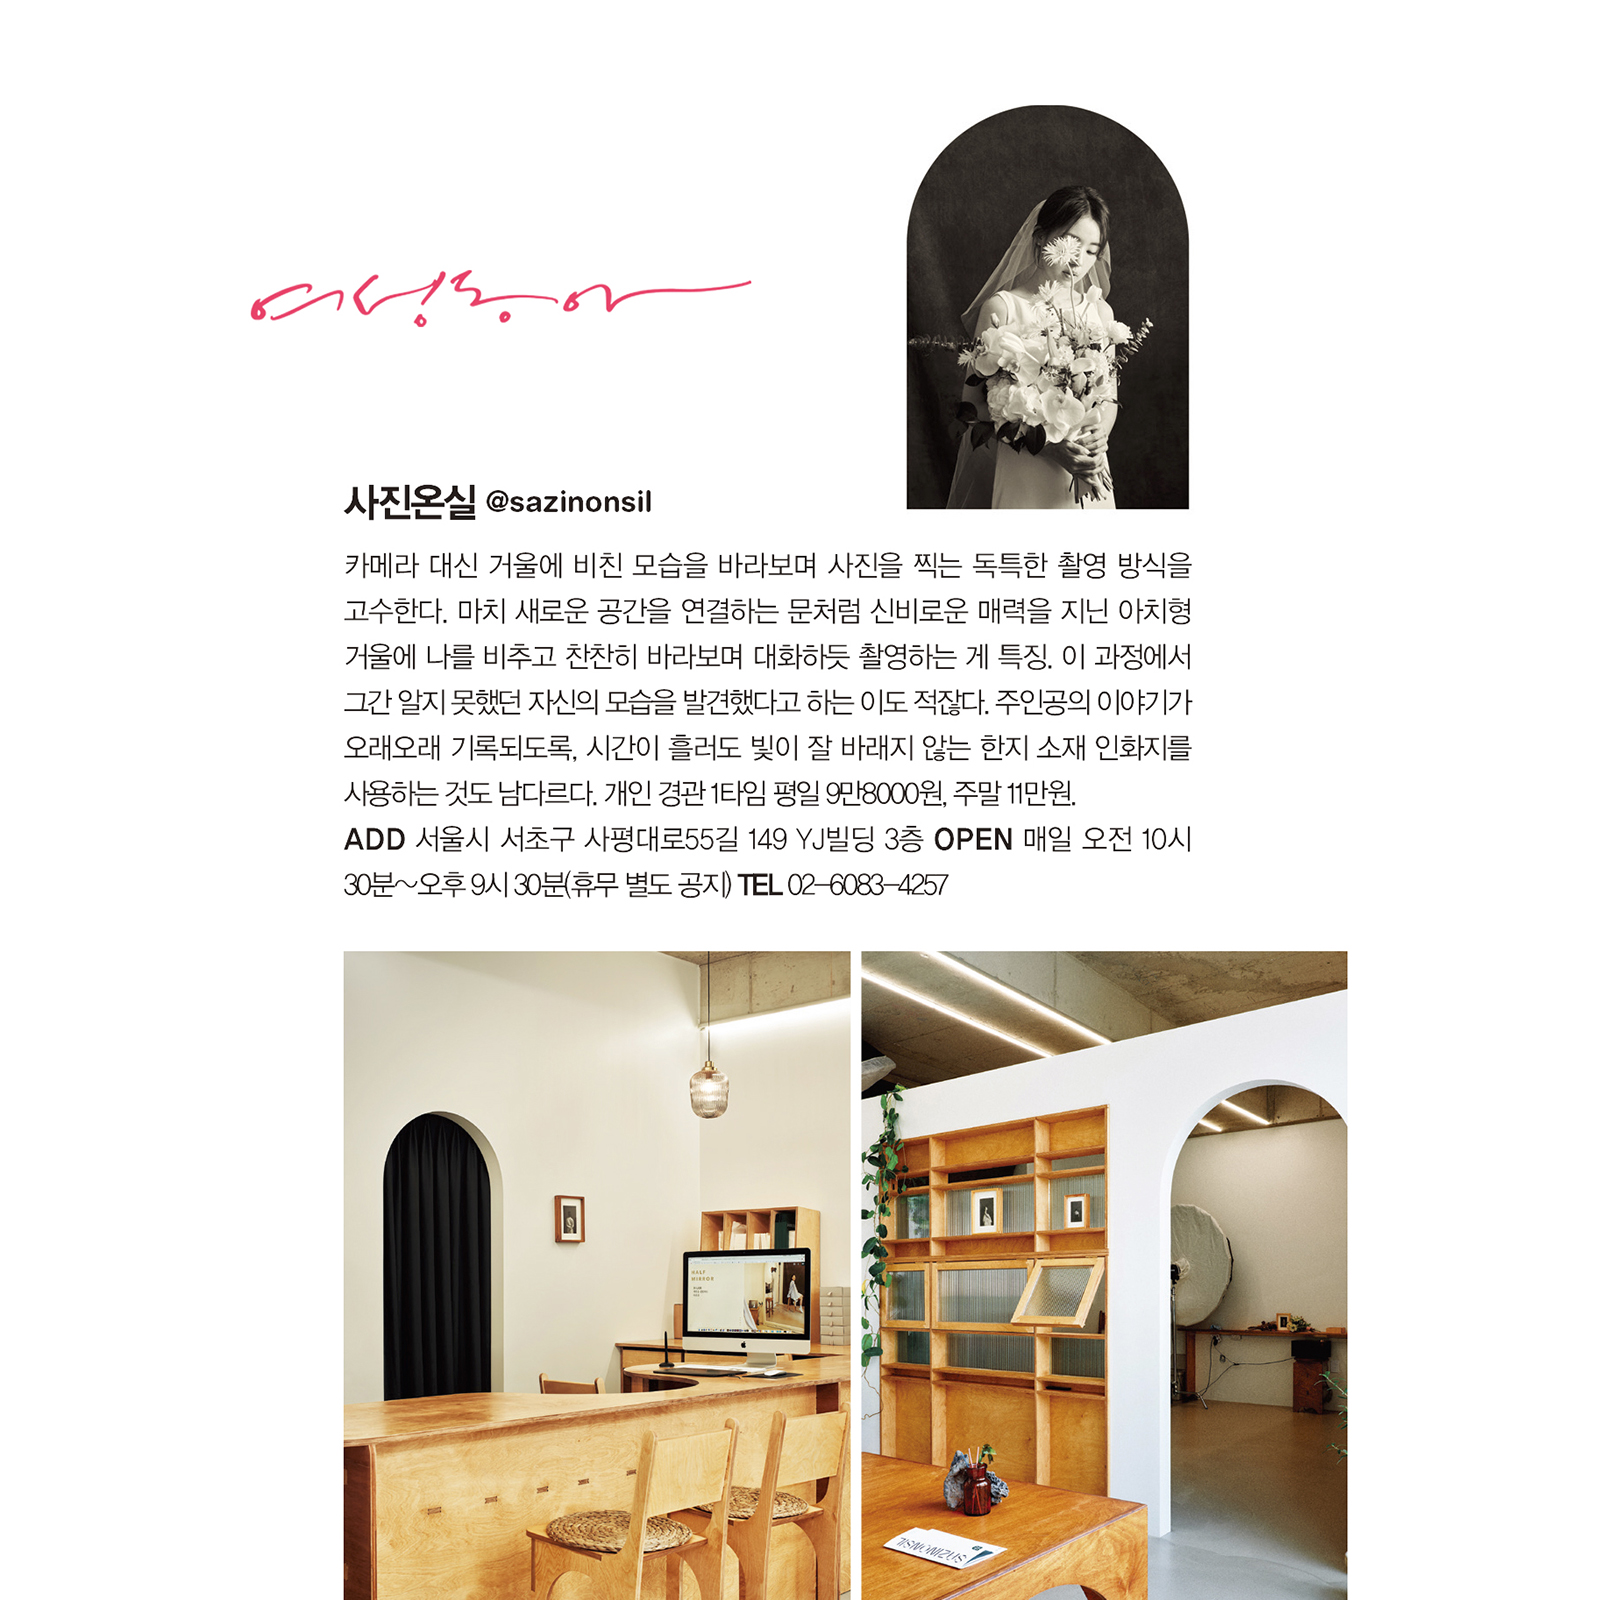 여성동아
사진온실 @sazinonsil
카메라 대신 거울에 비친 모습을 바라보며 사진을 찍는 독특한 촬영 방식을
고수한다. 마치 새로운 공간을 연결하는 문처럼 신비로운 매력을 지닌 아치형
거울에 나를 비추고 찬찬히 바라보며 대화하듯 촬영하는 게 특징. 이 과정에서
그간 알지 못했던 자신의 모습을 발견했다고 하는 이도 적잖다. 주인공의 이야기가
오래오래 기록되도록, 시간이 흘러도 빛이 잘 바래지 않는 한지 소재 인화지를
사용하는 것도 남다르다. 개인 경관 1타임 평일 9만8000원, 주말 11만원.
ADD 서울시 서초구 사평대로55길 149 YJ빌딩 3층 OPEN 매일 오전 10시
30분~오후 9시 30분(휴무 별도 공지) TEL 02-6083-4257
HALF
MIRROR
SAZINONSIL